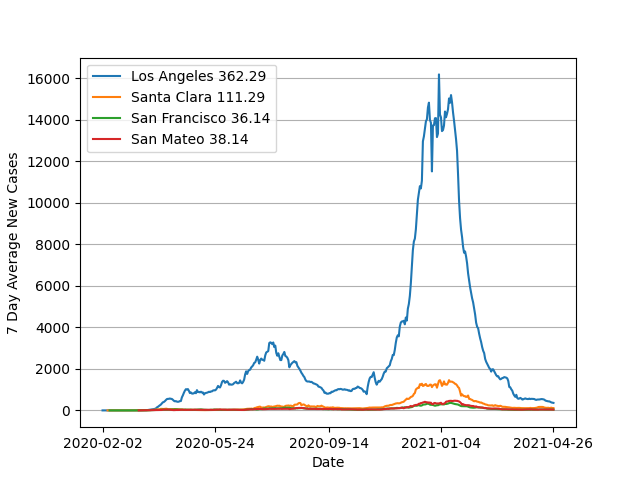 Los Angeles 362.29
Santa Clara 111.29
San Francisco 36.14
San Mateo 38.14
16000
14000
12000
10000
8000
6000
4000
2000
0
7 Day Average New Cases
2020-02-02 2020-05-24 2020-09-14 2021-01-04 2021-04-26
Date